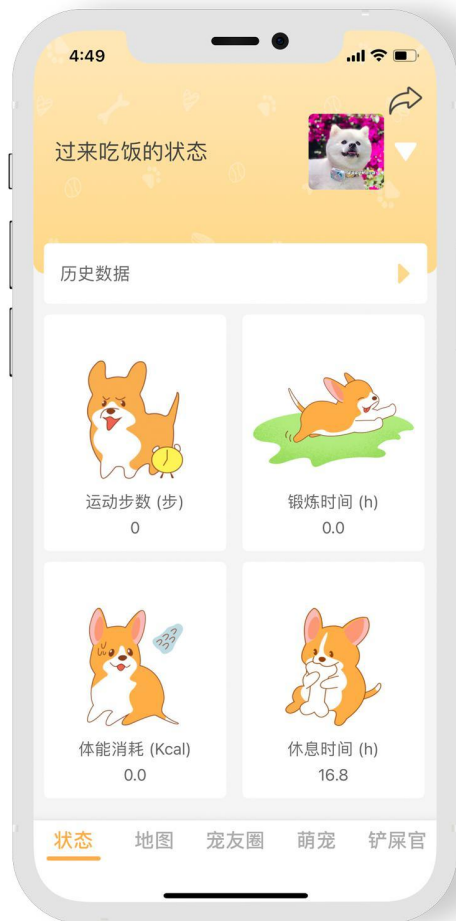 4:49
过来吃饭的状态
历史数据
运动步数 (步)
0
锻炼时间 (h)
0.0
体能消耗 (Kcal)
0.0
休息时间 (h)
16.8
状态 地图 宠友圈 萌宠 铲屎官